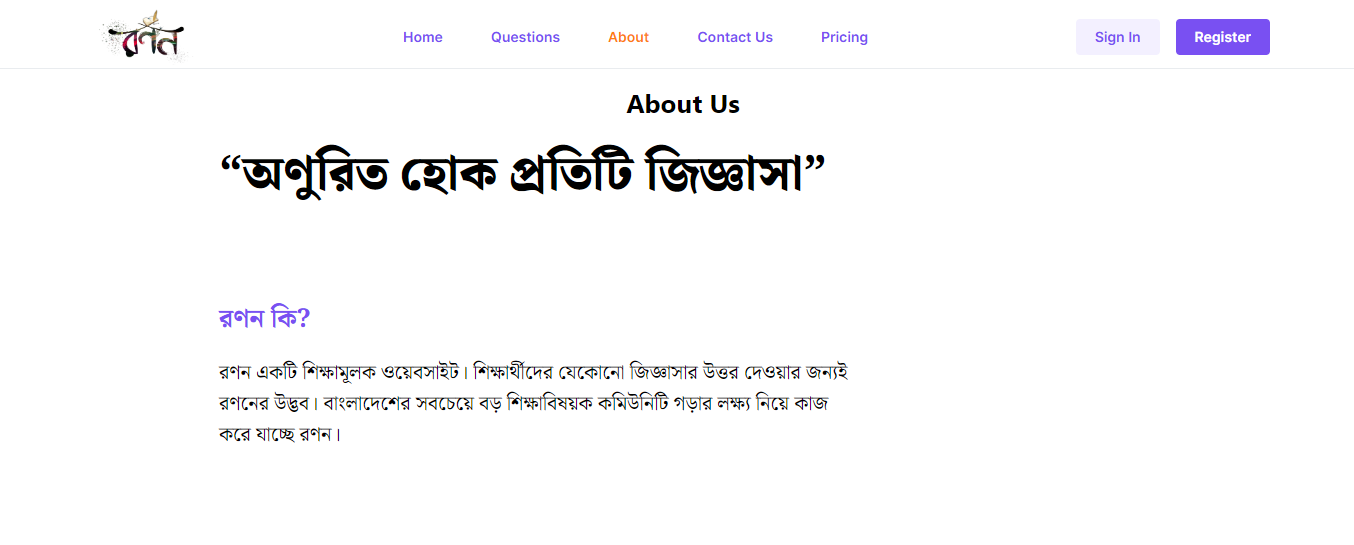 রণন
Home
Questions
About
Contact Us
Pricing
Sign In
Register
About Us
“অণুরিত হোক প্রতিটি জিজ্ঞাসা”
রণন কি?
রণন একটি শিক্ষামূলক ওয়েবসাইট। শিক্ষার্থীদের যেকোনো জিজ্ঞাসার উত্তর দেওয়ার জন্যই
রণনের উদ্ভব। বাংলাদেশের সবচেয়ে বড় শিক্ষাবিষয়ক কমিউনিটি গড়ার লক্ষ্য নিয়ে কাজ
করে যাচ্ছে রণন।